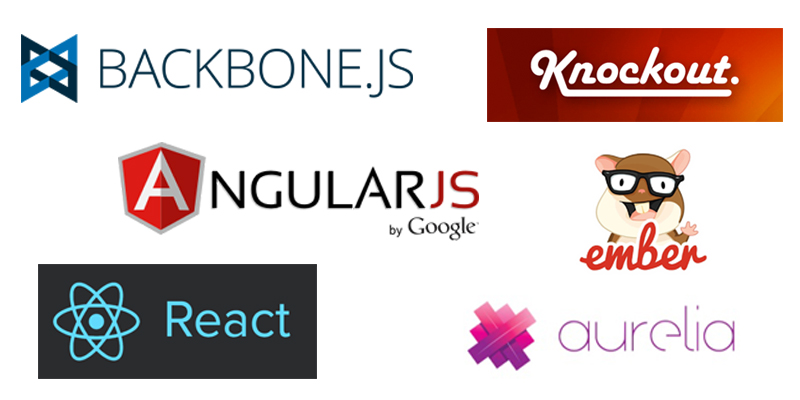 BACKBONE.JS
Knockout.
ANGULARJS
by Google
ember
React
aurelia